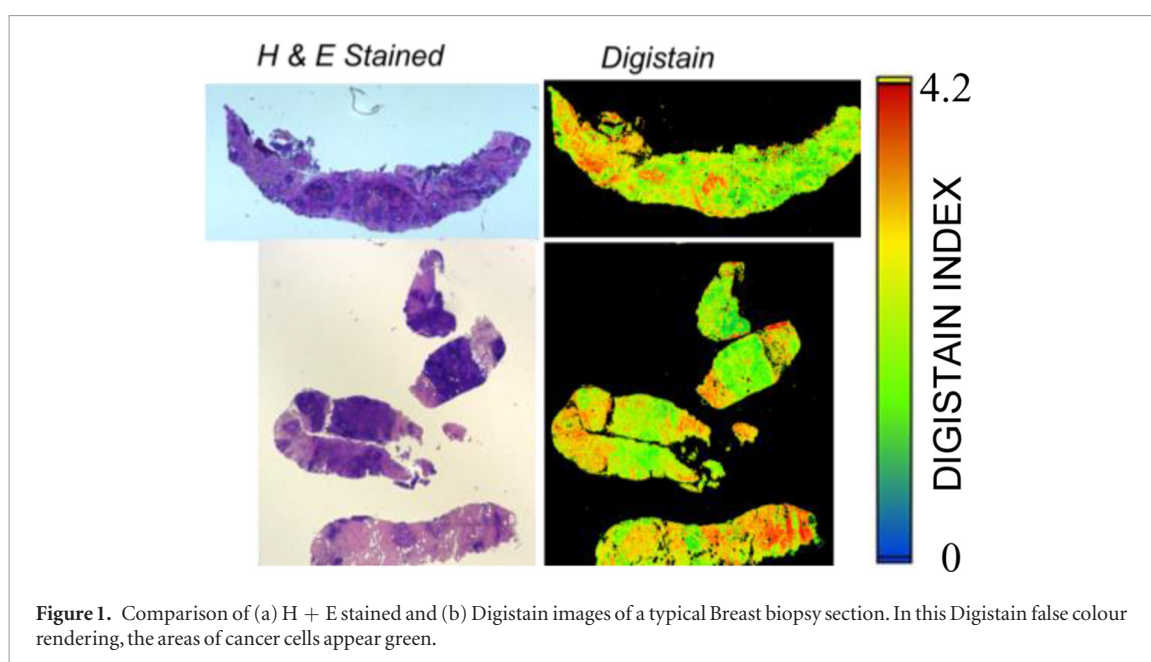 H & E Stained
Digistain
4.2
DIGISTAIN INDEX
0
Figure 1. Comparison of (a) H + E stained and (b) Digistain images of a typical Breast biopsy section. In this Digistain false colour
rendering, the areas of cancer cells appear green.